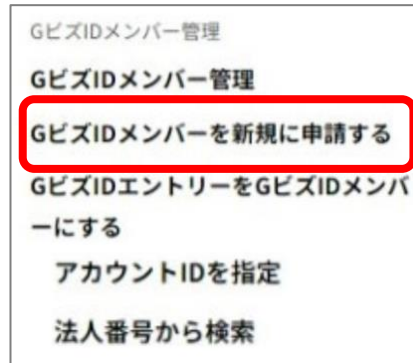 GビズIDメンバー管理
GビズIDメンバー管理
GビズIDメンバーを新規に申請する
GビズIDエントリーをGビズIDメンバ
ーにする
アカウントIDを指定
法人番号から検索